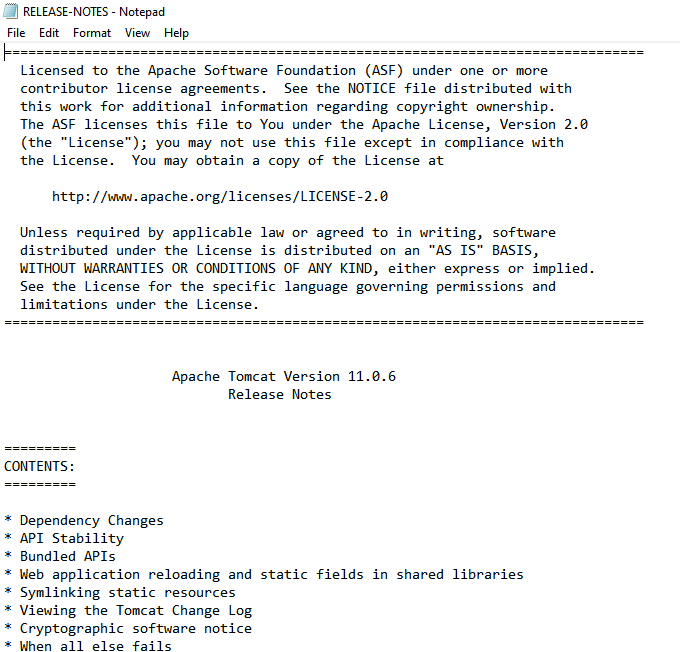 RELEASE-NOTES - Notepad
File Edit Format View Help
================================================================================
Licensed to the Apache Software Foundation (ASF) under one or more
contributor license agreements.  See the NOTICE file distributed with
this work for additional information regarding copyright ownership.
The ASF licenses this file to You under the Apache License, Version 2.0
(the "License"); you may not use this file except in compliance with
the License.  You may obtain a copy of the License at
http://www.apache.org/licenses/LICENSE-2.0
Unless required by applicable law or agreed to in writing, software
distributed under the License is distributed on an "AS IS" BASIS,
WITHOUT WARRANTIES OR CONDITIONS OF ANY KIND, either express or implied.
See the License for the specific language governing permissions and
limitations under the License.
================================================================================
Apache Tomcat Version 11.0.6
Release Notes
=========
CONTENTS:
=========
* Dependency Changes
* API Stability
* Bundled APIs
* Web application reloading and static fields in shared libraries
* Symlinking static resources
* Viewing the Tomcat Change Log
* Cryptographic software notice
* When all else fails